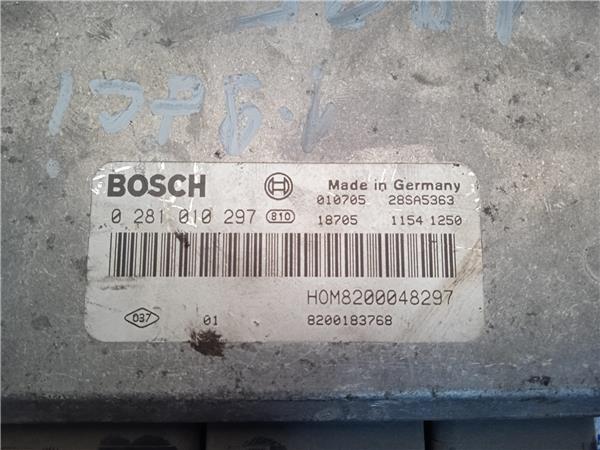 BOSCH Made in Germany
010705 28SA5363
0 281 010 297 810 18705 1154 1250
HOM8200048297
037 01 8200183768